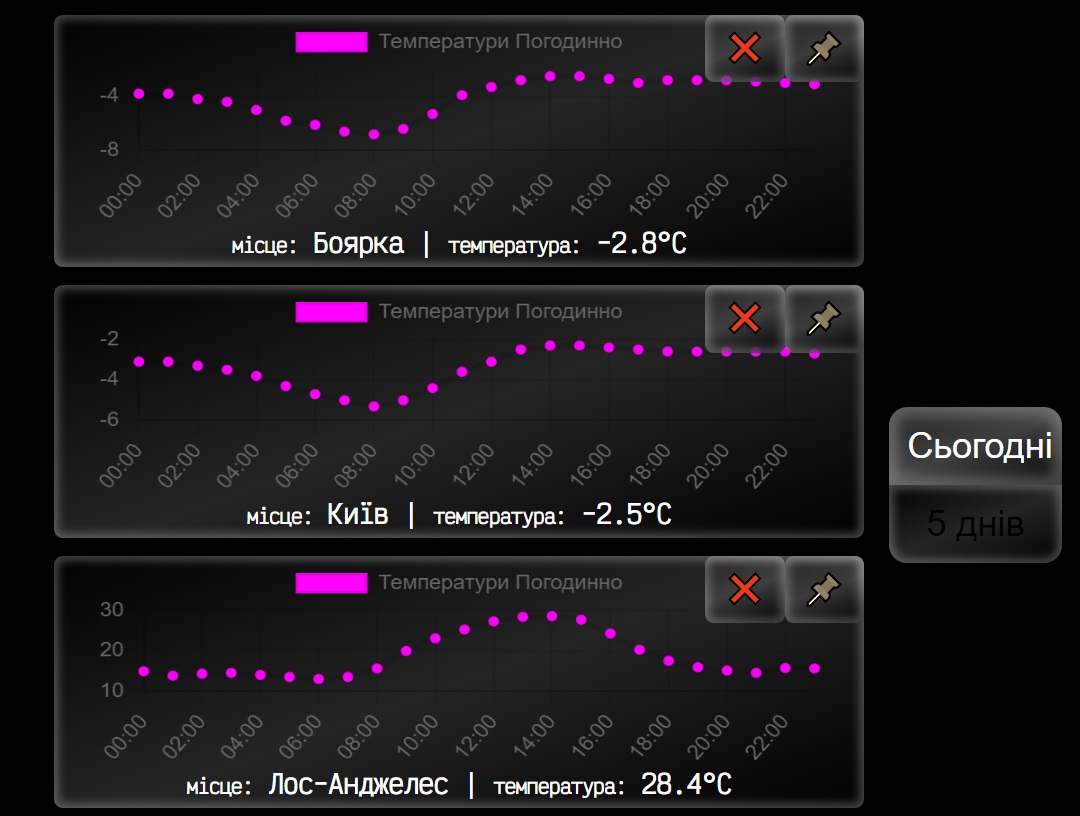 Температури Погодинно
-4
-8
00:00 02:00 04:00 06:00 08:00 10:00 12:00 14:00 16:00 18:00 20:00 22:00
місце: Боярка | температура: -2.8°C
Температури Погодинно
-2
-4
-6
00:00 02:00 04:00 06:00 08:00 10:00 12:00 14:00 16:00 18:00 20:00 22:00
місце: Київ | температура: -2.5°C
Температури Погодинно
30
20
10
00:00 02:00 04:00 06:00 08:00 10:00 12:00 14:00 16:00 18:00 20:00 22:00
місце: Лос-Анджелес | температура: 28.4°C
Сьогодні
5 днів